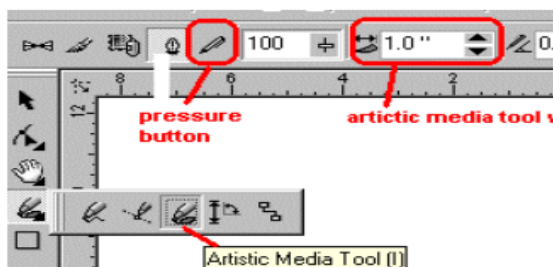 100 1.0" 0.
8 6 4 2
12
pressure
button
artictic media tool
Artistic Media Tool (I)